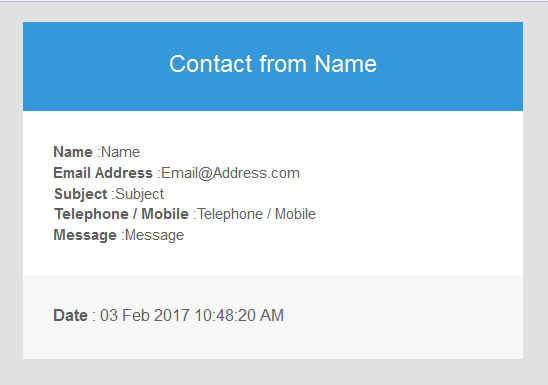 Contact from Name
Name :Name
Email Address :Email@Address.com
Subject :Subject
Telephone / Mobile :Telephone / Mobile
Message :Message
Date : 03 Feb 2017 10:48:20 AM